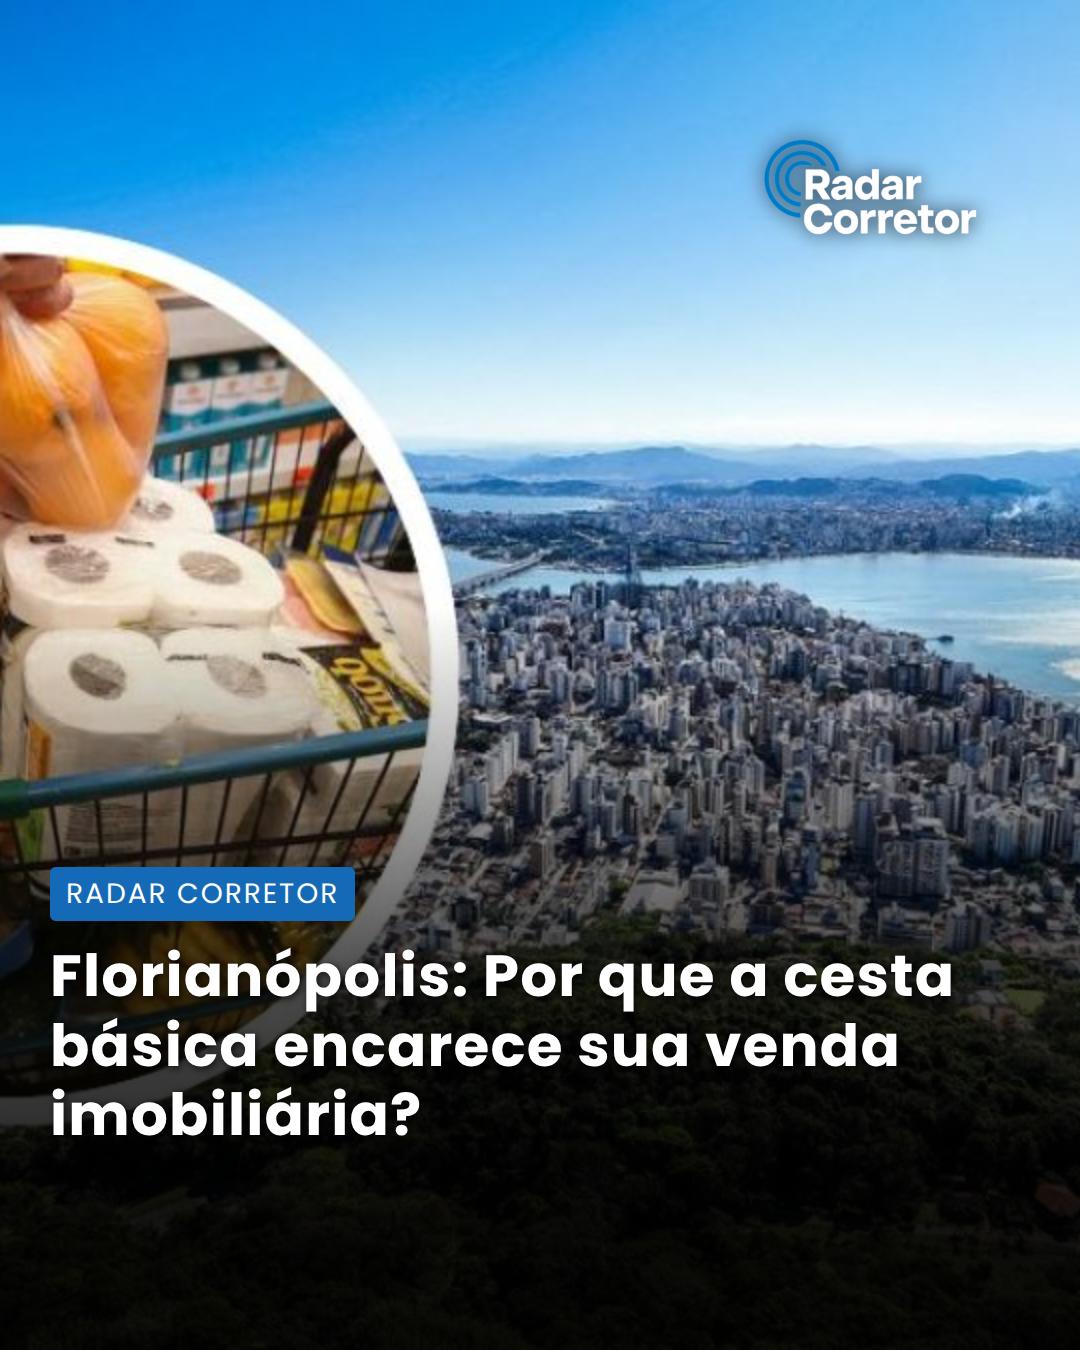 Radar
Corretor
RADAR CORRETOR
Florianópolis: Por que a cesta
básica encarece sua venda
imobiliária?